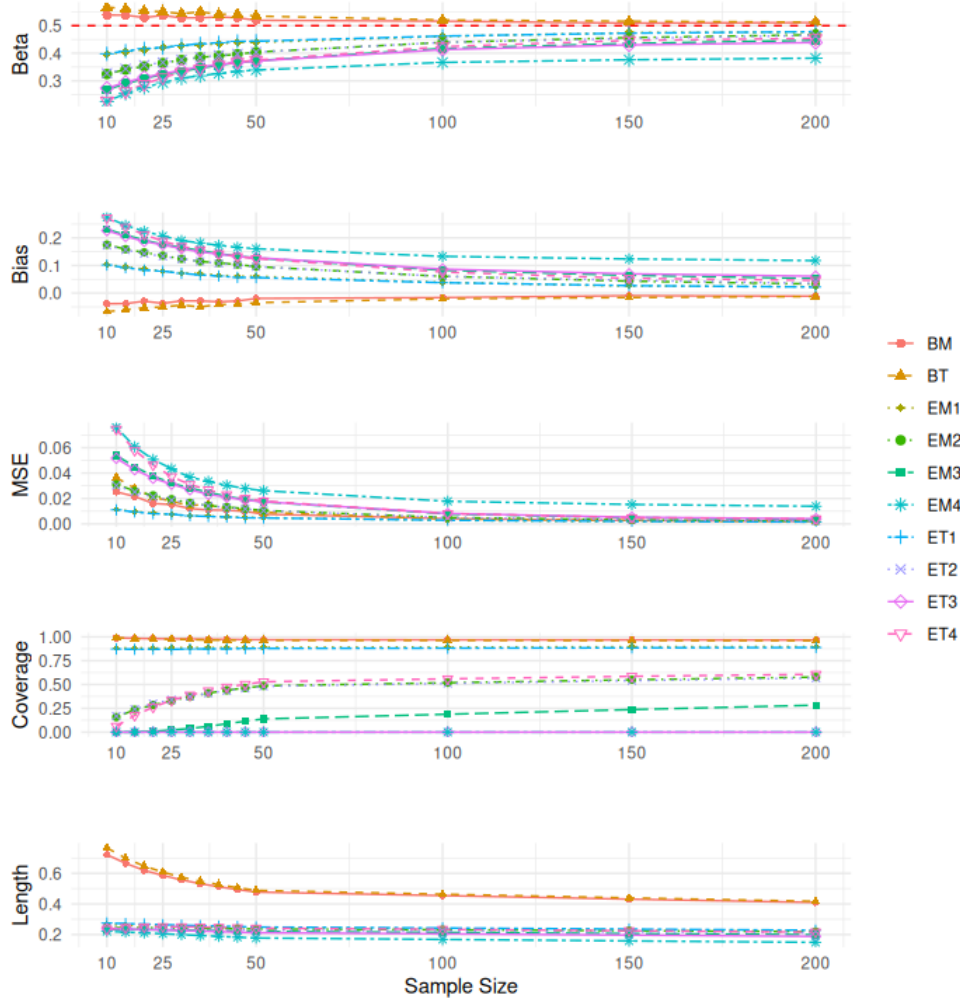 Beta
0.5
0.4
0.3
10 25 50 100 150 200
Bias
0.2
0.1
0.0
10 25 50 100 150 200
MSE
0.06
0.04
0.02
0.00
10 25 50 100 150 200
Coverage
1.00
0.75
0.50
0.25
0.00
10 25 50 100 150 200
Length
0.6
0.4
0.2
10 25 50 100 150 200
Sample Size
BM
BT
EM1
EM2
EM3
EM4
ET1
ET2
ET3
ET4